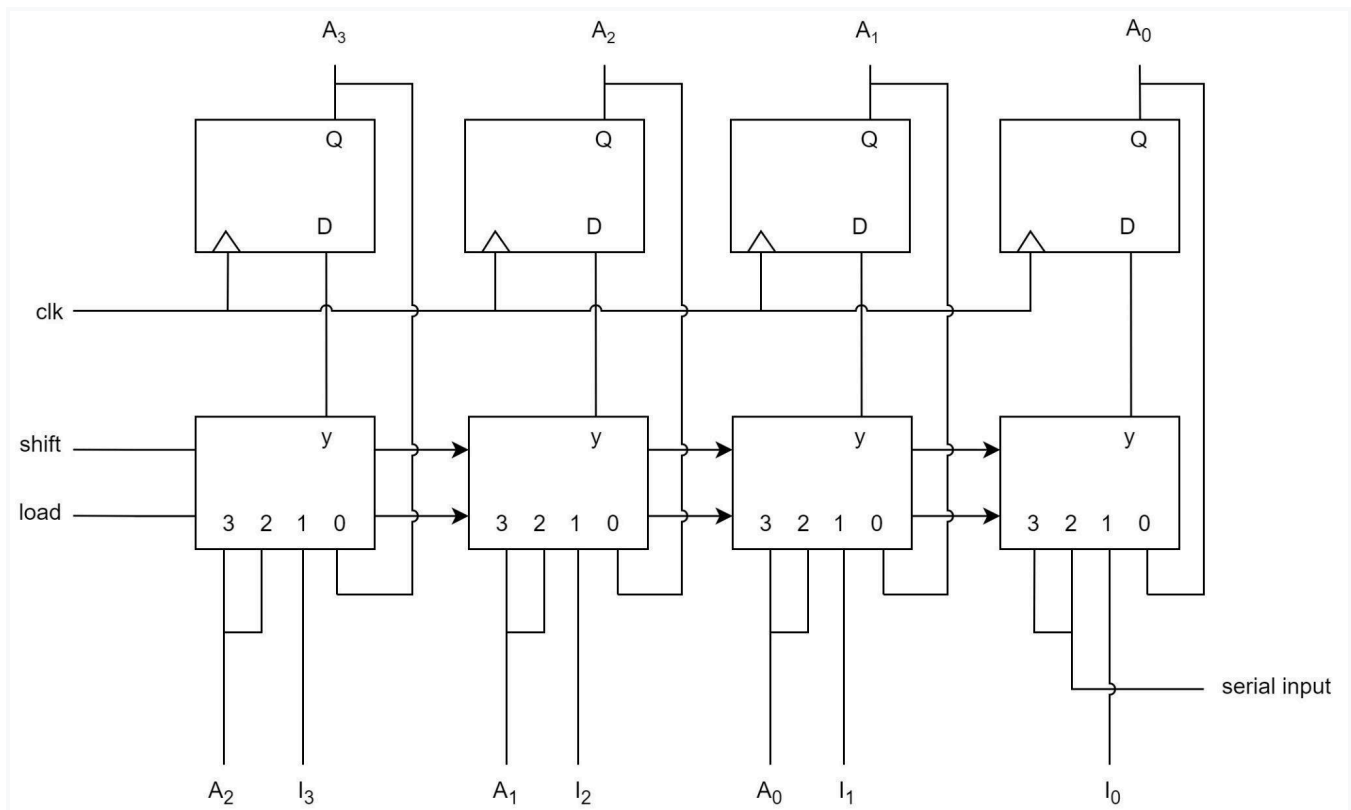 A₃ A₂ A₁ A₀
Q Q Q Q
D D D D
clk
shift y y y y
load
3 2 1 0 3 2 1 0 3 2 1 0 3 2 1 0
serial input
A₂ I₃ A₁ I₂ A₀ I₁ I₀